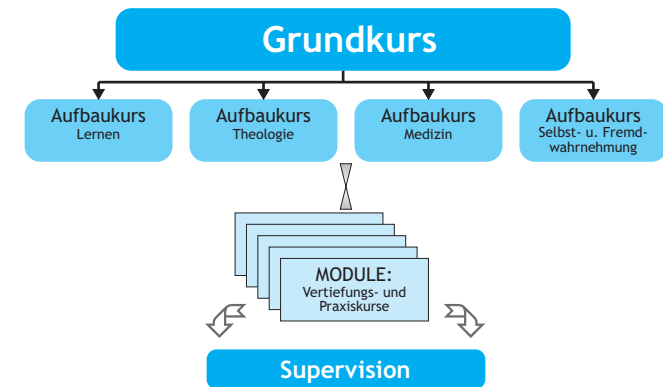 Grundkurs
Aufbaukurs
Lernen
Aufbaukurs
Theologie
Aufbaukurs
Medizin
Aufbaukurs
Selbst- u. Fremd-
wahrnehmung
MODULE:
Vertiefungs- und
Praxiskurse
Supervision